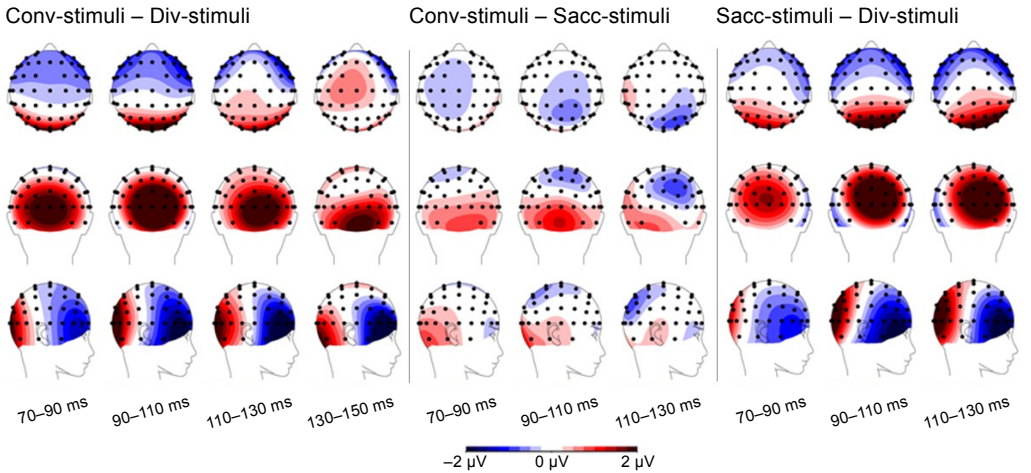 Conv-stimuli – Div-stimuli
Conv-stimuli – Sacc-stimuli
Sacc-stimuli – Div-stimuli
70–90 ms
90–110 ms
110–130 ms
130–150 ms
70–90 ms
90–110 ms
110–130 ms
70–90 ms
90–110 ms
110–130 ms
–2 µV
0 µV
2 µV